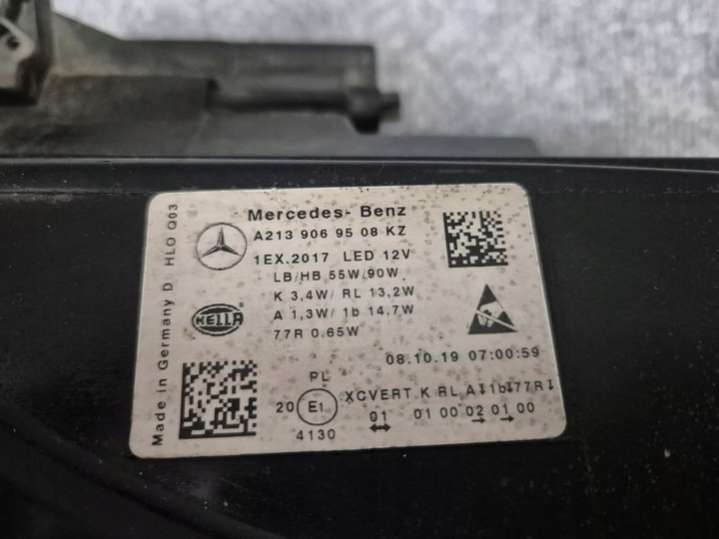 Mercedes- Benz
A213 906 95 08 KZ
1EX.2017 LED 12V
LB/HB 55W/90W
K 3,4W/ RL 13,2W
A 1,3W/ 1b 14,7W
77R 0.65W
HELLA
08.10.19 07:00:59
PL
20 E1 XCVERT K RL A↕1b↕77R↕
4130 01 01 00 02 01 00
Made in Germany D HLO Q03